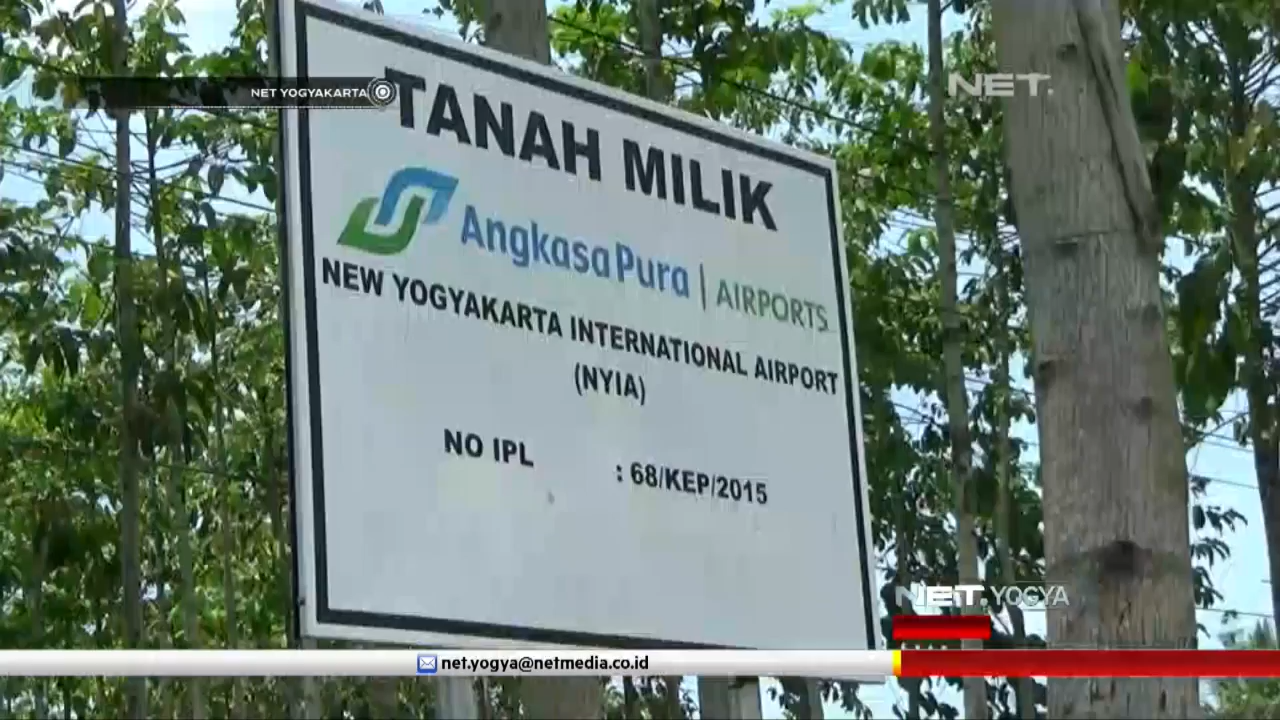 NET YOGYAKARTA
NET.
TANAH MILIK
AngkasaPura | AIRPORTS
NEW YOGYAKARTA INTERNATIONAL AIRPORT
(NYIA)
NO IPL : 68/KEP/2015
NET. YOGYA
net.yogya@netmedia.co.id